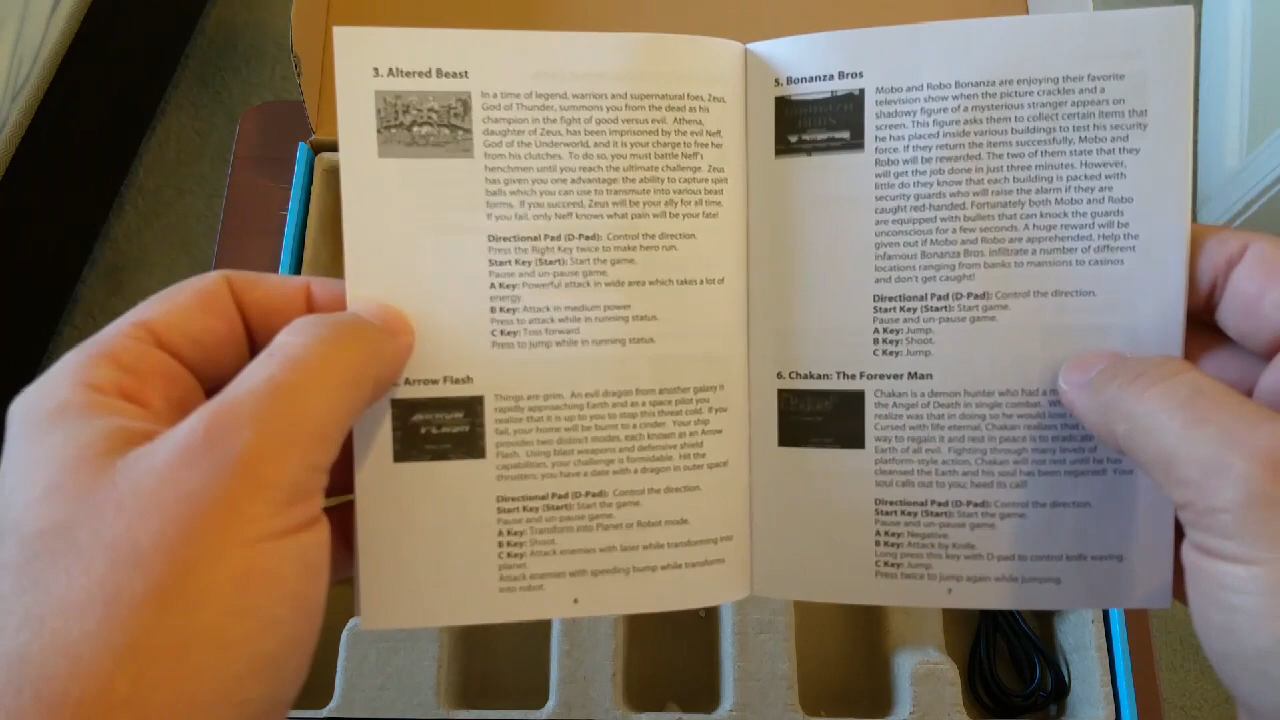 3. Altered Beast
In a time of legend, warriors and supernatural foes, Zeus,
God of Thunder, summons you from the dead as his
champion in the fight of good versus evil. Athena,
daughter of Zeus, has been imprisoned by the evil Neff,
God of the Underworld, and it is your charge to free her
from his clutches. To do so, you must battle Neff's
henchmen until you reach the ultimate challenge. Zeus
has given you one advantage: the ability to capture spirit
balls which you can use to transmute into various beast
forms. If you succeed, Zeus will be your ally for all time.
If you fail, only Neff knows what pain will be your fate!
Directional Pad (D-Pad): Control the direction.
Press the Right Key twice to make hero run.
Start Key (Start): Start the game.
Pause and un-pause game.
A Key: Powerful attack in wide area which takes a lot of
energy.
B Key: Attack in medium power.
Press to attack while in running status.
C Key: Toss forward.
Press to jump while in running status.
Arrow Flash
ARROW
FLASH
Things are grim. An evil dragon from another galaxy is
rapidly approaching Earth and as a space pilot you
realize that it is up to you to stop this threat cold. If you
fail, your home will be burnt to a cinder. Your ship
provides two distinct modes, each known as an Arrow
Flash. Using blast weapons and defensive shield
capabilities, your challenge is formidable. Hit the
thrusters; you have a date with a dragon in outer space!
Directional Pad (D-Pad): Control the direction.
Start Key (Start): Start the game.
Pause and un-pause game.
A Key: Transform into Planet or Robot mode.
B Key: Shoot.
C Key: Attack enemies with laser while transforming into
planet.
Attack enemies with speeding bump while transforms
into robot.
6
5. Bonanza Bros
Mobo and Robo Bonanza are enjoying their favorite
television show when the picture crackles and a
shadowy figure of a mysterious stranger appears on
screen. This figure asks them to collect certain items that
he has placed inside various buildings to test his security
force. If they return the items successfully, Mobo and
Robo will be rewarded. The two of them state that they
will get the job done in just three minutes. However,
little do they know that each building is packed with
security guards who will raise the alarm if they are
caught red-handed. Fortunately both Mobo and Robo
are equipped with bullets that can knock the guards
unconscious for a few seconds. A huge reward will be
given out if Mobo and Robo are apprehended. Help the
infamous Bonanza Bros. infiltrate a number of different
locations ranging from banks to mansions to casinos
and don't get caught!
Directional Pad (D-Pad): Control the direction.
Start Key (Start): Start game.
Pause and un-pause game.
A Key: Jump.
B Key: Shoot.
C Key: Jump.
6. Chakan: The Forever Man
Chakan
Chakan is a demon hunter who had a
the Angel of Death in single combat.
realize was that in doing so he would lose
Cursed with life eternal, Chakan realizes that
way to regain it and rest in peace is to eradicate
Earth of all evil. Fighting through many levels of
platform-style action, Chakan will not rest until he has
cleansed the Earth and his soul has been regained! Your
soul calls out to you; heed its call!
Directional Pad (D-Pad): Control the direction.
Start Key (Start): Start the game.
Pause and un-pause game.
A Key: Negative.
B Key: Attack by Knife.
Long press this key with D-pad to control knife waving.
C Key: Jump.
Press twice to jump again while jumping.
7